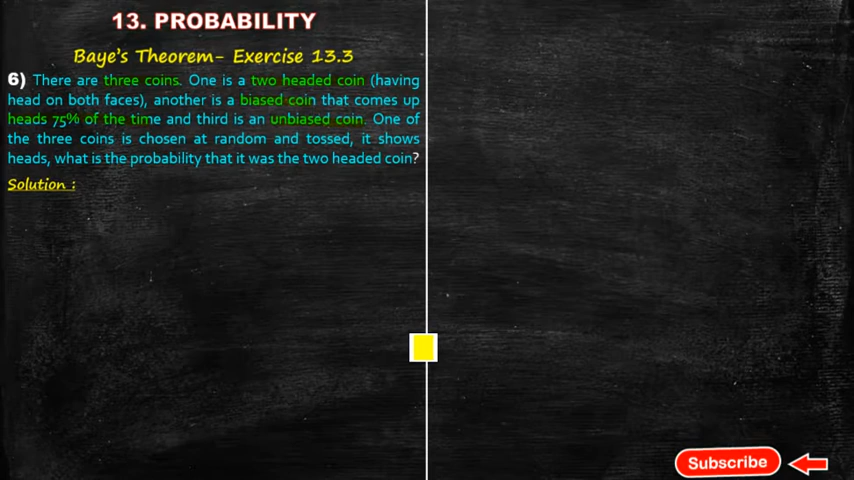 13. PROBABILITY
Baye's Theorem- Exercise 13.3
6) There are three coins. One is a two headed coin (having
head on both faces), another is a biased coin that comes up
heads 75% of the time and third is an unbiased coin. One of
the three coins is chosen at random and tossed, it shows
heads, what is the probability that it was the two headed coin?
Solution :
Subscribe